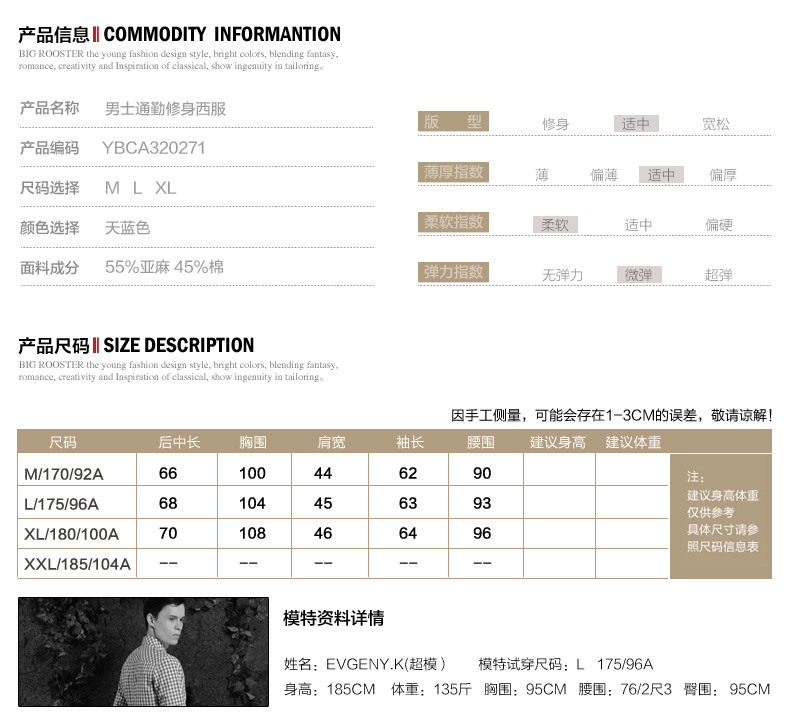 产品信息 COMMODITY INFORMANTION
BIG ROOSTER the young fashion design style, bright colors, blending fantasy,
romance, creativity and Inspiration of classical, show ingenuity in tailoring。
产品名称 男士通勤修身西服
产品编码 YBCA320271
尺码选择 M L XL
颜色选择 天蓝色
面料成分 55%亚麻 45%棉
版 型 修身 适中 宽松
薄厚指数 薄 偏薄 适中 偏厚
柔软指数 柔软 适中 偏硬
弹力指数 无弹力 微弹 超弹
产品尺码 SIZE DESCRIPTION
BIG ROOSTER the young fashion design style, bright colors, blending fantasy,
romance, creativity and Inspiration of classical, show ingenuity in tailoring。
因手工侧量，可能会存在1-3CM的误差，敬请谅解！
尺码 后中长 胸围 肩宽 袖长 腰围 建议身高 建议体重
M/170/92A 66 100 44 62 90
L/175/96A 68 104 45 63 93
XL/180/100A 70 108 46 64 96
XXL/185/104A -- -- -- -- --
注：
建议身高体重
仅供参考
具体尺寸请参
照尺码信息表
模特资料详情
姓名：EVGENY.K(超模） 模特试穿尺码：L 175/96A
身高：185CM 体重：135斤 胸围：95CM 腰围：76/2尺3 臀围： 95CM